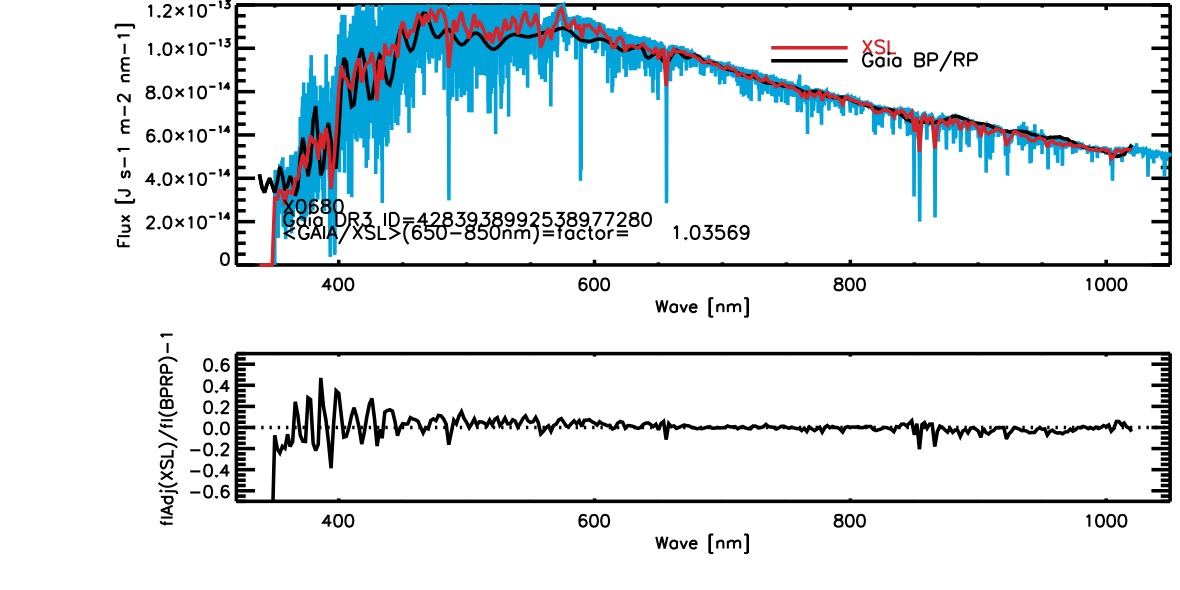 1.2×10−13
1.0×10−13
8.0×10−14
6.0×10−14
4.0×10−14
2.0×10−14
0
Flux [J s−1 m−2 nm−1]
XSL
Gaia BP/RP
X0680
Gaia DR3 ID=4283938992538977280
<GAIA/XSL>(650−850nm)=factor= 1.03569
400 600 800 1000
Wave [nm]
0.6
0.4
0.2
0.0
−0.2
−0.4
−0.6
flAdj(XSL)/fl(BPRP)−1
400 600 800 1000
Wave [nm]